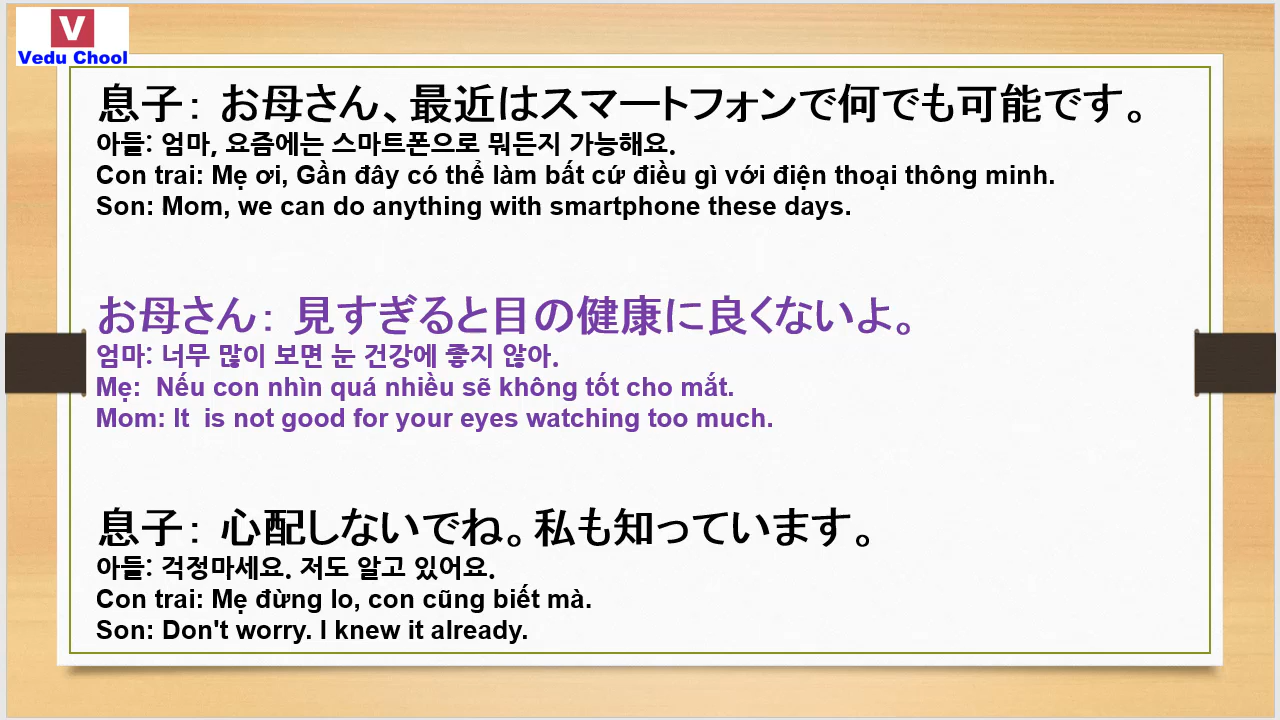 V
Vedu Chool
息子： お母さん、最近はスマートフォンで何でも可能です。
아들: 엄마, 요즘에는 스마트폰으로 뭐든지 가능해요.
Con trai: Mẹ ơi, Gần đây có thể làm bất cứ điều gì với điện thoại thông minh.
Son: Mom, we can do anything with smartphone these days.
お母さん： 見すぎると目の健康に良くないよ。
엄마: 너무 많이 보면 눈 건강에 좋지 않아.
Mẹ:  Nếu con nhìn quá nhiều sẽ không tốt cho mắt.
Mom: It  is not good for your eyes watching too much.
息子： 心配しないでね。私も知っています。
아들: 걱정마세요. 저도 알고 있어요.
Con trai: Mẹ đừng lo, con cũng biết mà.
Son: Don't worry. I knew it already.